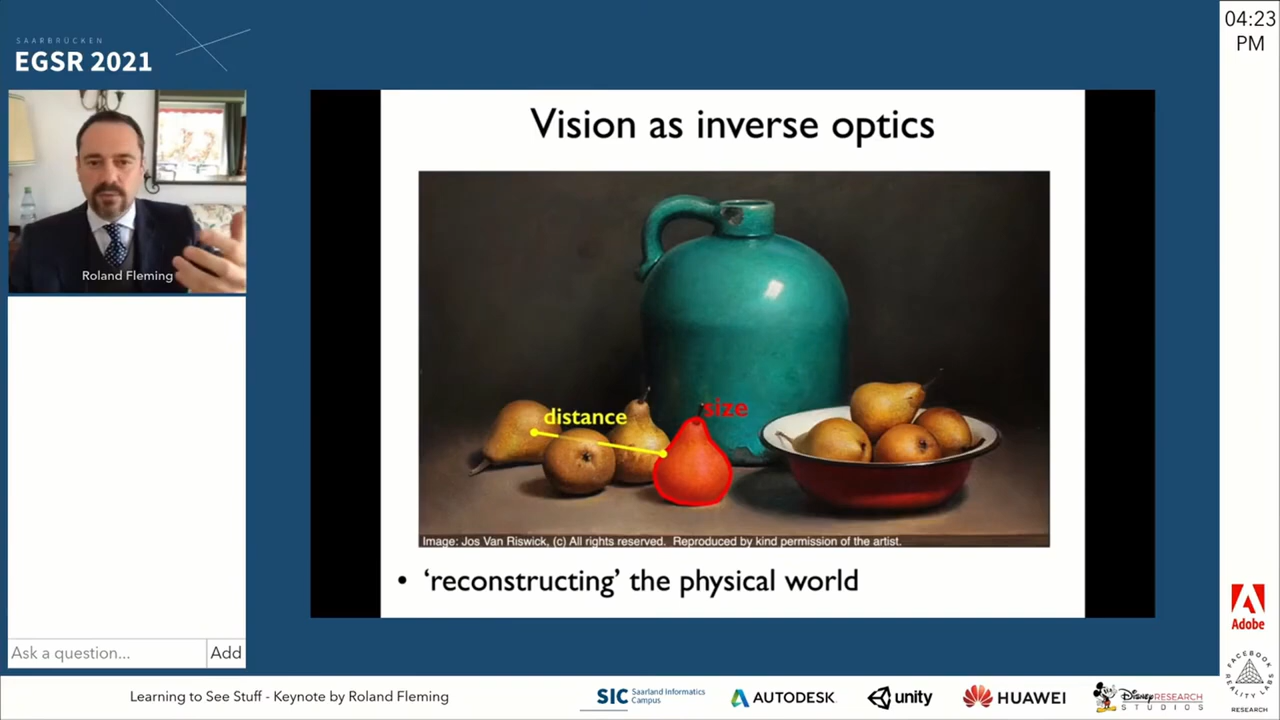 SAARBRÜCKEN
EGSR 2021
04:23
PM
Roland Fleming
Vision as inverse optics
distance
size
Image: Jos Van Riswick, (c) All rights reserved. Reproduced by kind permission of the artist.
• ‘reconstructing’ the physical world
Ask a question...
Add
Learning to See Stuff - Keynote by Roland Fleming
SIC Saarland Informatics
Campus
AUTODESK
unity
HUAWEI
Disney RESEARCH
STUDIOS
Adobe
FACEBOOK
REALITY LABS
RESEARCH